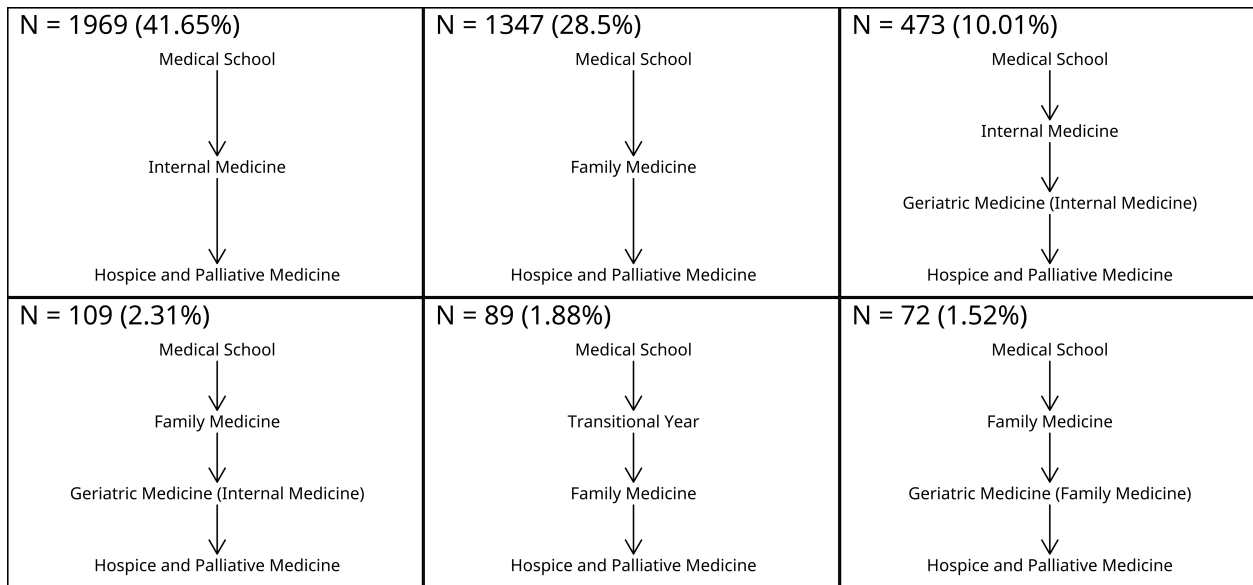 N = 1969 (41.65%)
Medical School
Internal Medicine
Hospice and Palliative Medicine
N = 1347 (28.5%)
Medical School
Family Medicine
Hospice and Palliative Medicine
N = 473 (10.01%)
Medical School
Internal Medicine
Geriatric Medicine (Internal Medicine)
Hospice and Palliative Medicine
N = 109 (2.31%)
Medical School
Family Medicine
Geriatric Medicine (Internal Medicine)
Hospice and Palliative Medicine
N = 89 (1.88%)
Medical School
Transitional Year
Family Medicine
Hospice and Palliative Medicine
N = 72 (1.52%)
Medical School
Family Medicine
Geriatric Medicine (Family Medicine)
Hospice and Palliative Medicine